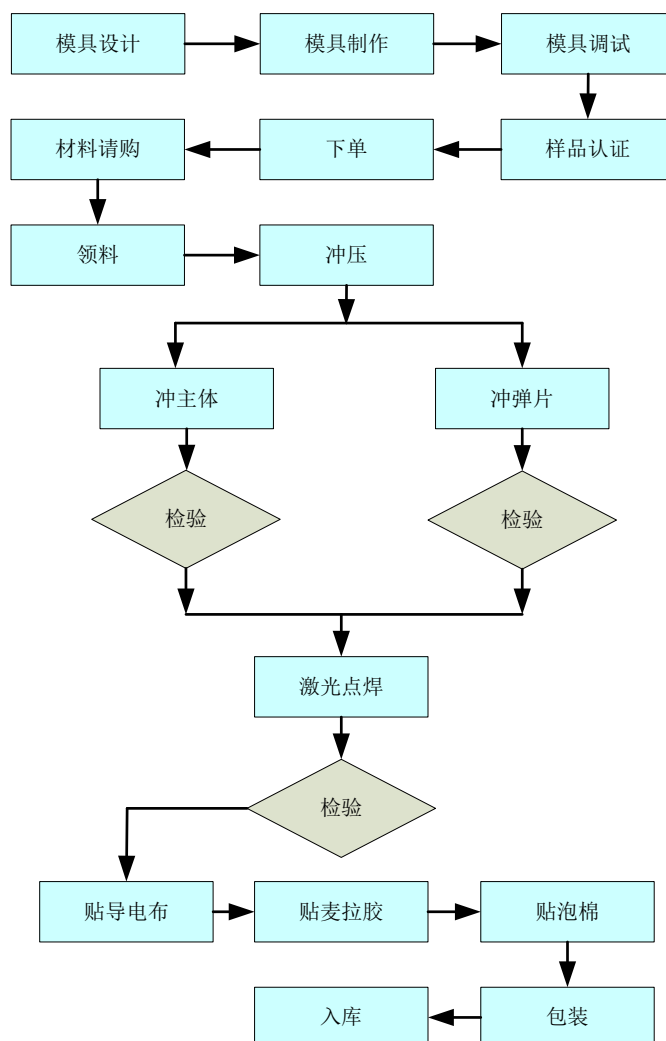 模具设计
模具制作
模具调试
样品认证
下单
材料请购
领料
冲压
冲主体
冲弹片
检验
检验
激光点焊
检验
贴导电布
贴麦拉胶
贴泡棉
包装
入库